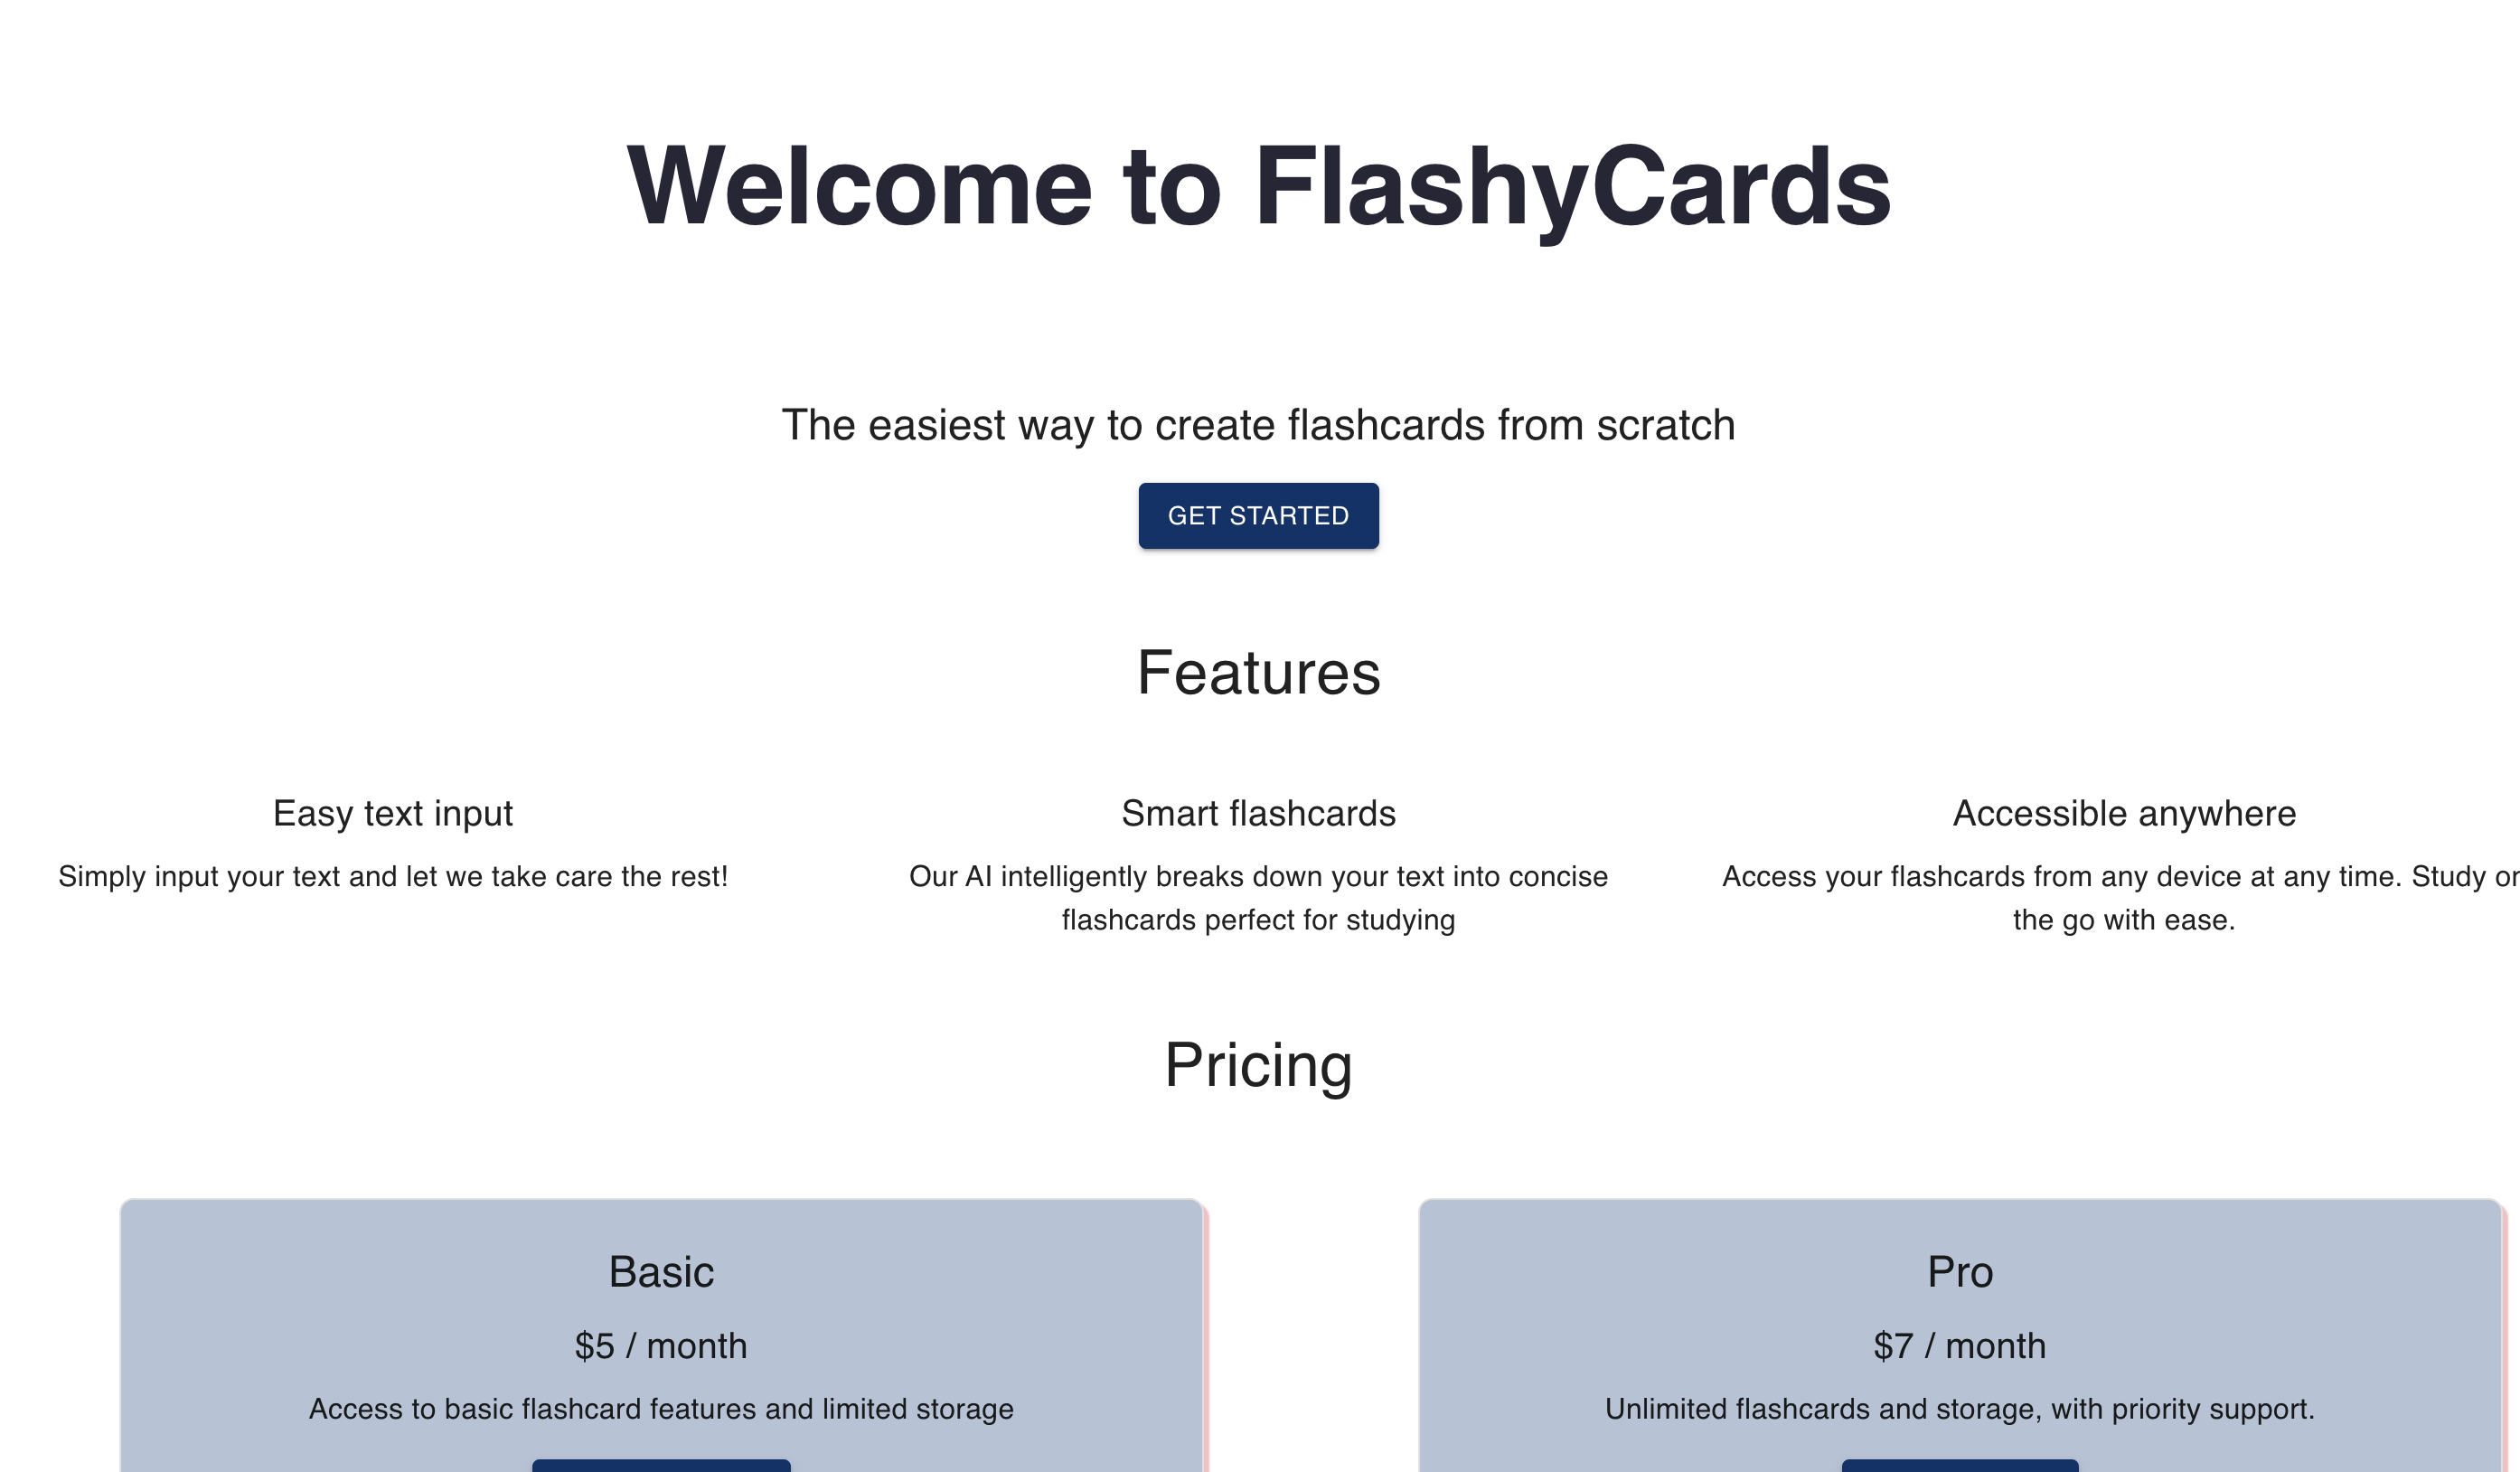 Welcome to FlashyCards
The easiest way to create flashcards from scratch
GET STARTED
Features
Easy text input
Simply input your text and let we take care the rest!
Smart flashcards
Our AI intelligently breaks down your text into concise
flashcards perfect for studying
Accessible anywhere
Access your flashcards from any device at any time. Study on
the go with ease.
Pricing
Basic
$5 / month
Access to basic flashcard features and limited storage
Pro
$7 / month
Unlimited flashcards and storage, with priority support.